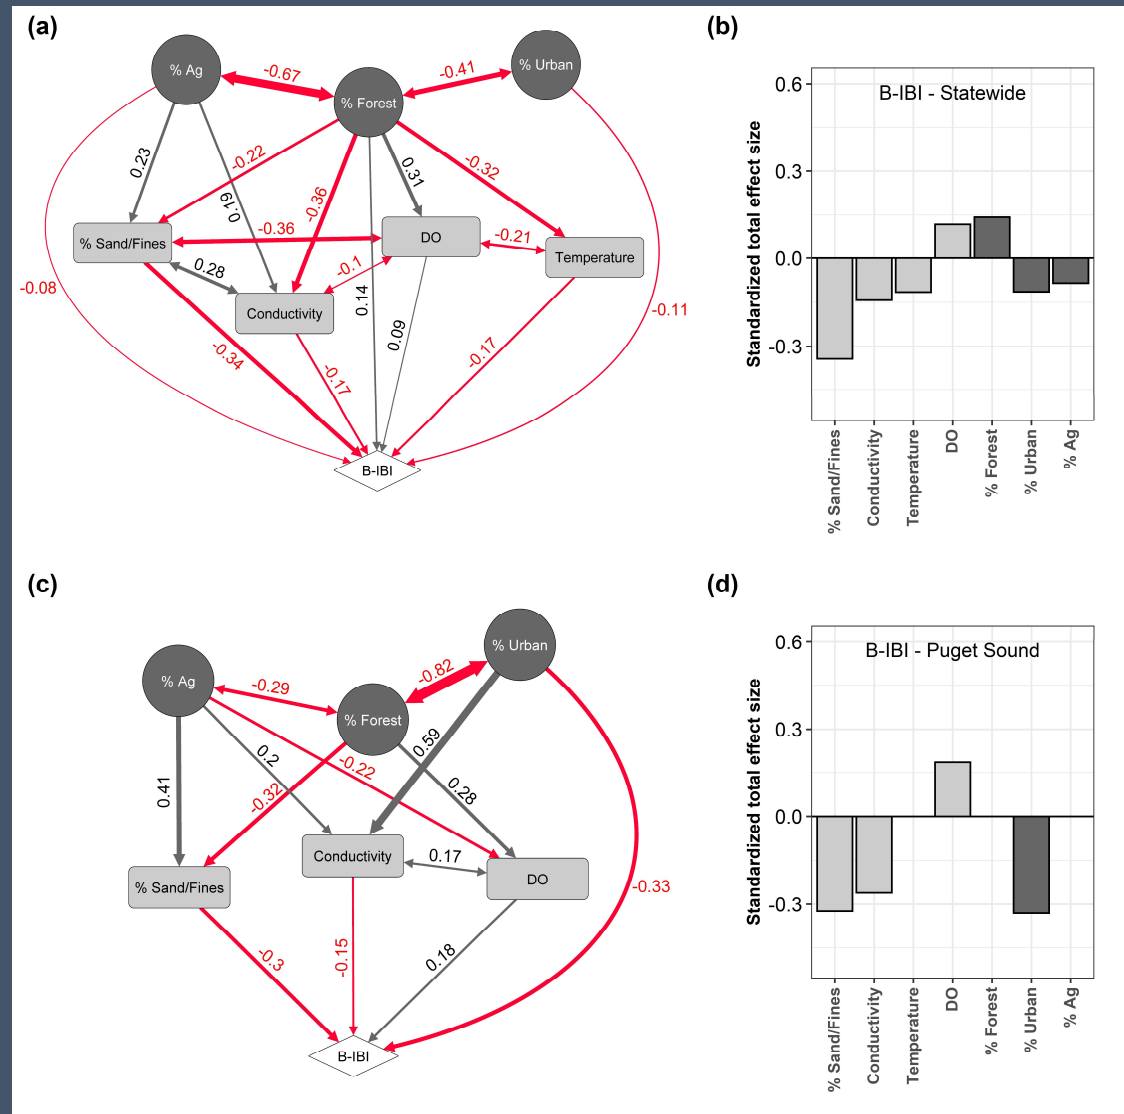 (a)
% Ag
% Forest
% Urban
-0.67
-0.41
0.23
0.19
-0.22
-0.36
0.31
-0.32
% Sand/Fines
-0.36
DO
-0.21
Temperature
0.28
-0.1
Conductivity
-0.08
-0.34
-0.17
0.14
0.09
-0.17
-0.11
B-IBI
(b)
B-IBI - Statewide
Standardized total effect size
0.6
0.3
0.0
-0.3
% Sand/Fines
Conductivity
Temperature
DO
% Forest
% Urban
% Ag
(c)
% Urban
% Ag
% Forest
-0.29
-0.82
0.41
0.2
-0.32
-0.22
0.59
0.28
Conductivity
0.17
DO
% Sand/Fines
-0.33
-0.3
-0.15
0.18
B-IBI
(d)
B-IBI - Puget Sound
Standardized total effect size
0.6
0.3
0.0
-0.3
% Sand/Fines
Conductivity
Temperature
DO
% Forest
% Urban
% Ag